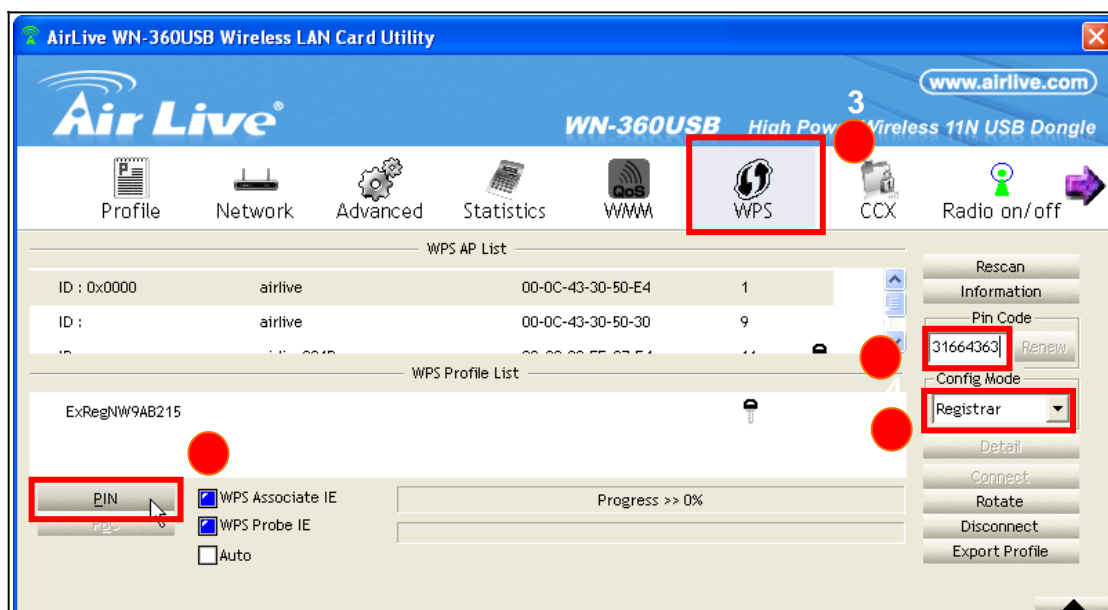 AirLive WN-360USB Wireless LAN Card Utility
www.airlive.com
Air Live®
3
WN-360USB High Power Wireless 11N USB Dongle
Profile Network Advanced Statistics QoS WMM WPS CCX Radio on/off
WPS AP List
Rescan
ID : 0x0000 airlive 00-0C-43-30-50-E4 1
Information
ID : airlive 00-0C-43-30-50-30 9
Pin Code
31664363 Renew
WPS Profile List
Config Mode
4
ExRegNW9AB215
Registrar
Detail
Connect
PIN WPS Associate IE Progress >> 0%
Rotate
PBC WPS Probe IE
Disconnect
Auto
Export Profile